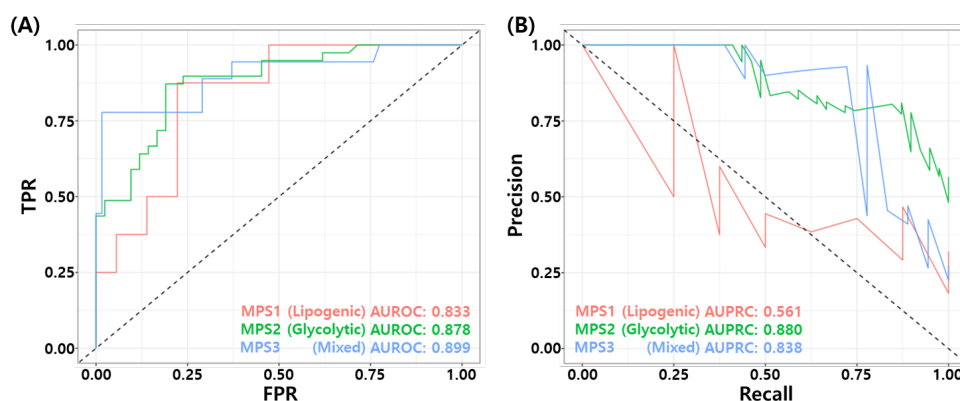 (A)
1.00
0.75
0.50
0.25
0.00
TPR
MPS1 (Lipogenic) AUROC: 0.833
MPS2 (Glycolytic) AUROC: 0.878
MPS3 (Mixed) AUROC: 0.899
0.00 0.25 0.50 0.75 1.00
FPR
(B)
1.00
0.75
0.50
0.25
0.00
Precision
MPS1 (Lipogenic) AUPRC: 0.561
MPS2 (Glycolytic) AUPRC: 0.880
MPS3 (Mixed) AUPRC: 0.838
0.00 0.25 0.50 0.75 1.00
Recall